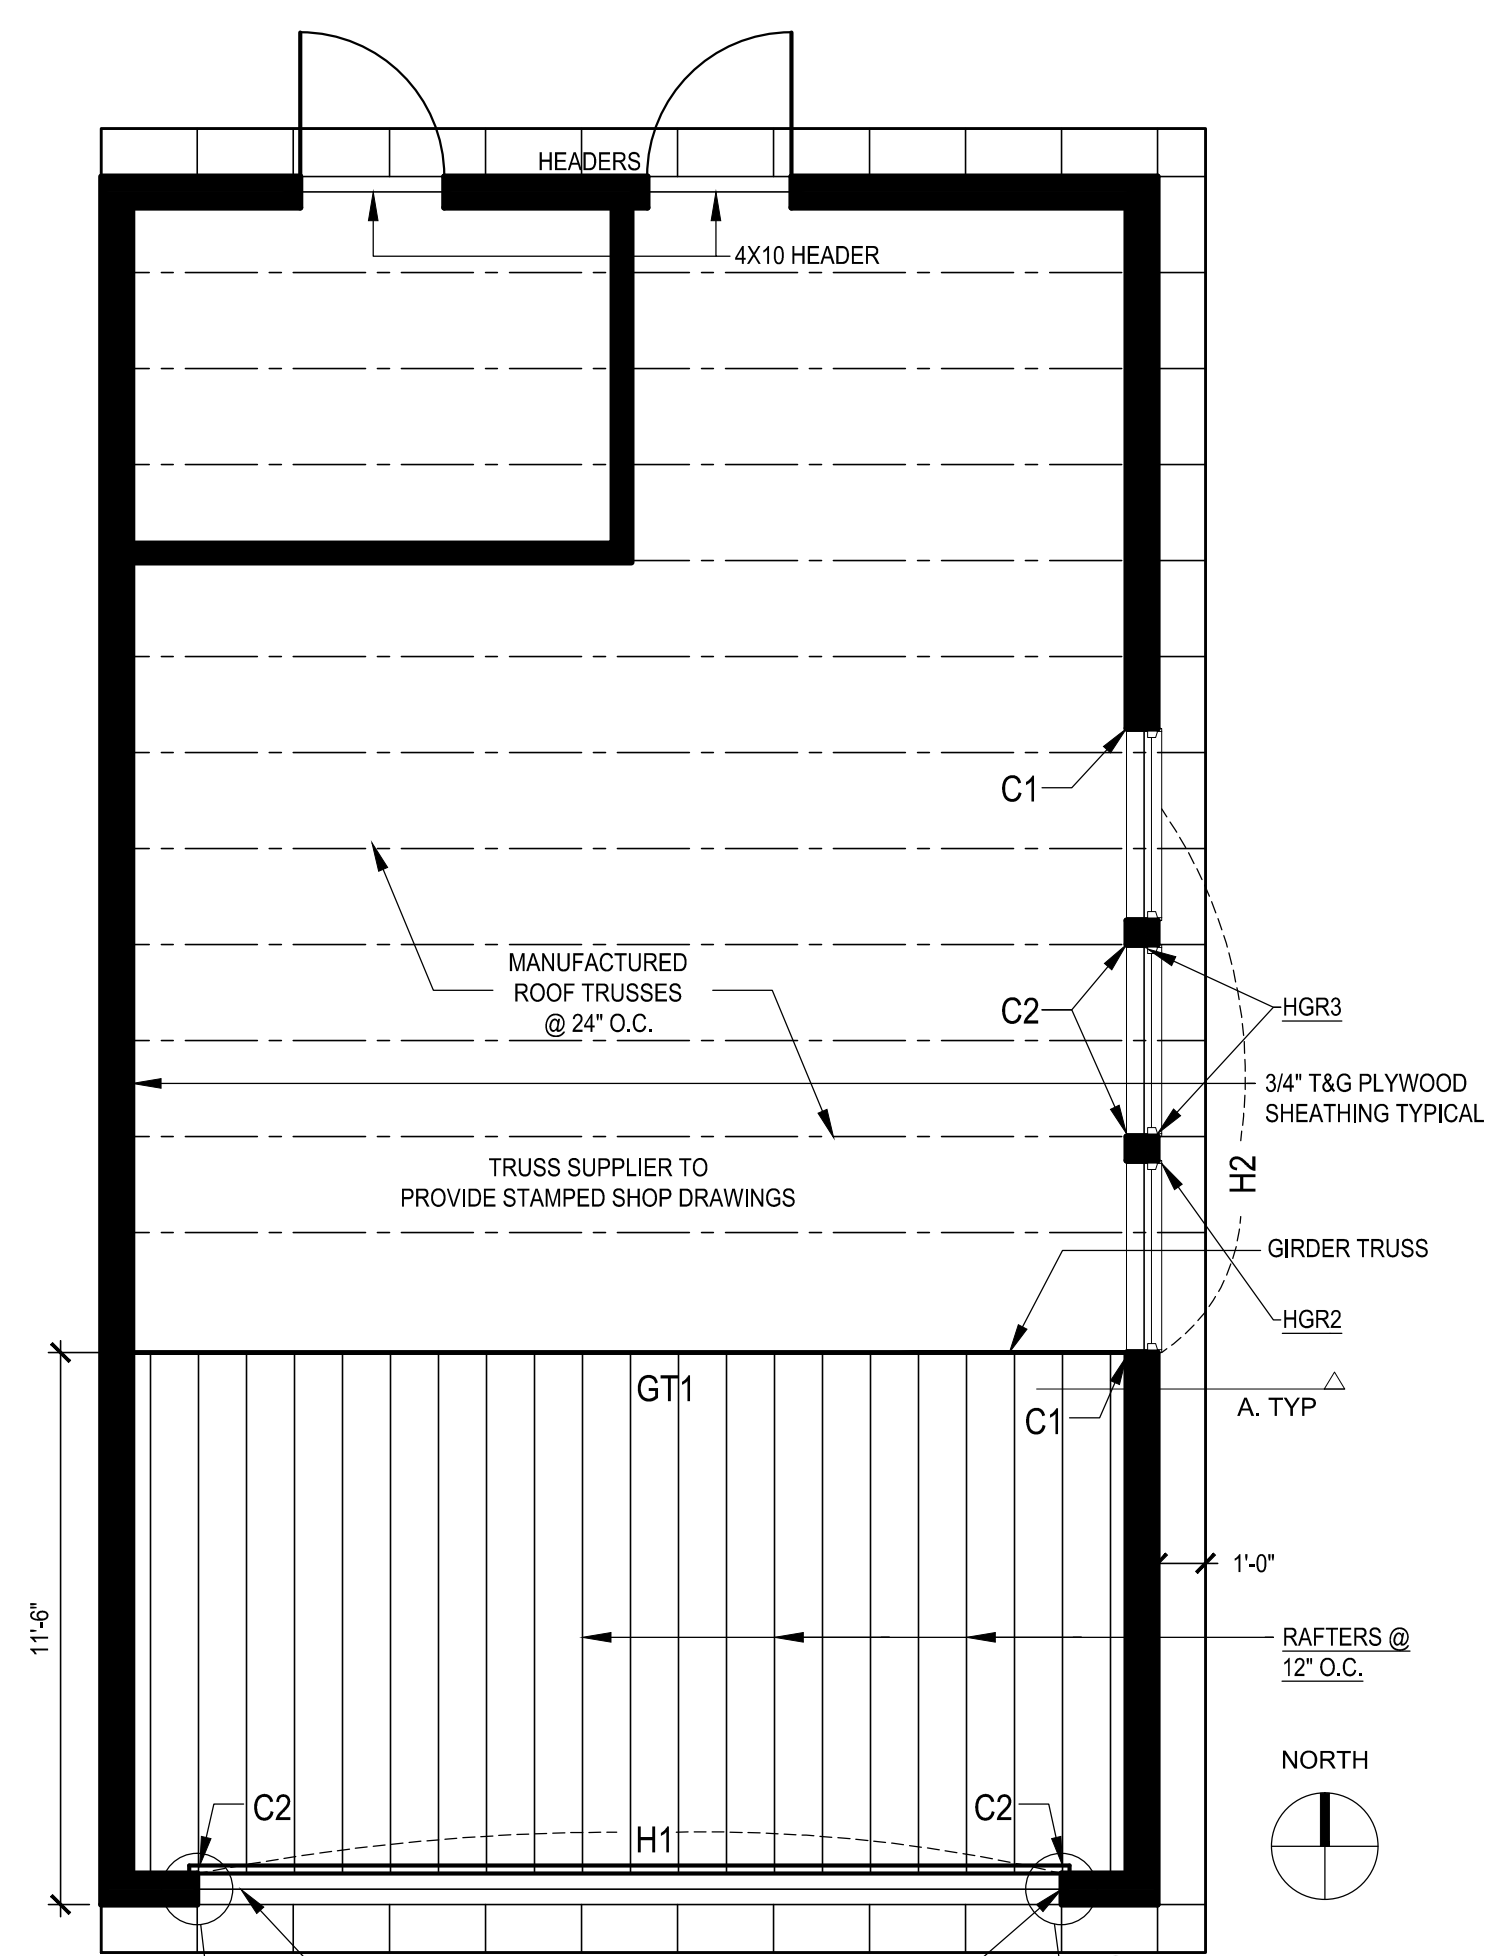 HEADERS
4X10 HEADER
C1
MANUFACTURED
ROOF TRUSSES
@ 24" O.C.
C2
HGR3
3/4" T&G PLYWOOD
SHEATHING TYPICAL
TRUSS SUPPLIER TO
PROVIDE STAMPED SHOP DRAWINGS
H2
GIRDER TRUSS
HGR2
GT1
C1
A. TYP
1'-0"
11'-6"
RAFTERS @
12" O.C.
NORTH
C2
H1
C2